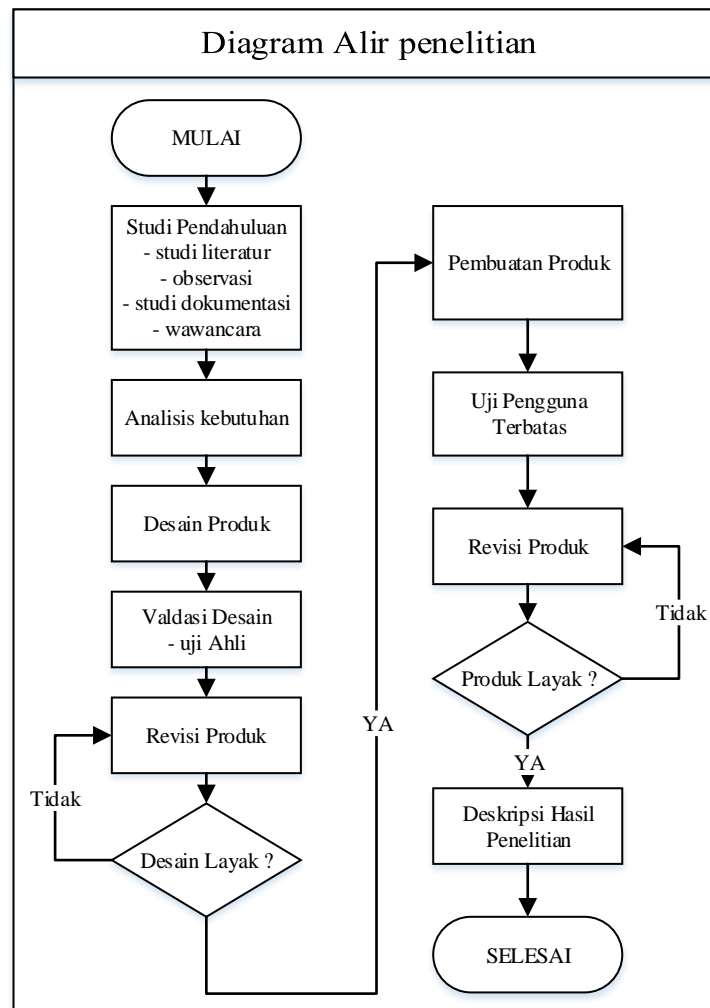 Diagram Alir penelitian
MULAI
Studi Pendahuluan
- studi literatur
- observasi
- studi dokumentasi
- wawancara
Analisis kebutuhan
Desain Produk
Valdasi Desain
- uji Ahli
Revisi Produk
Tidak
Desain Layak ?
YA
Pembuatan Produk
Uji Pengguna
Terbatas
Revisi Produk
Tidak
Produk Layak ?
YA
Deskripsi Hasil
Penelitian
SELESAI